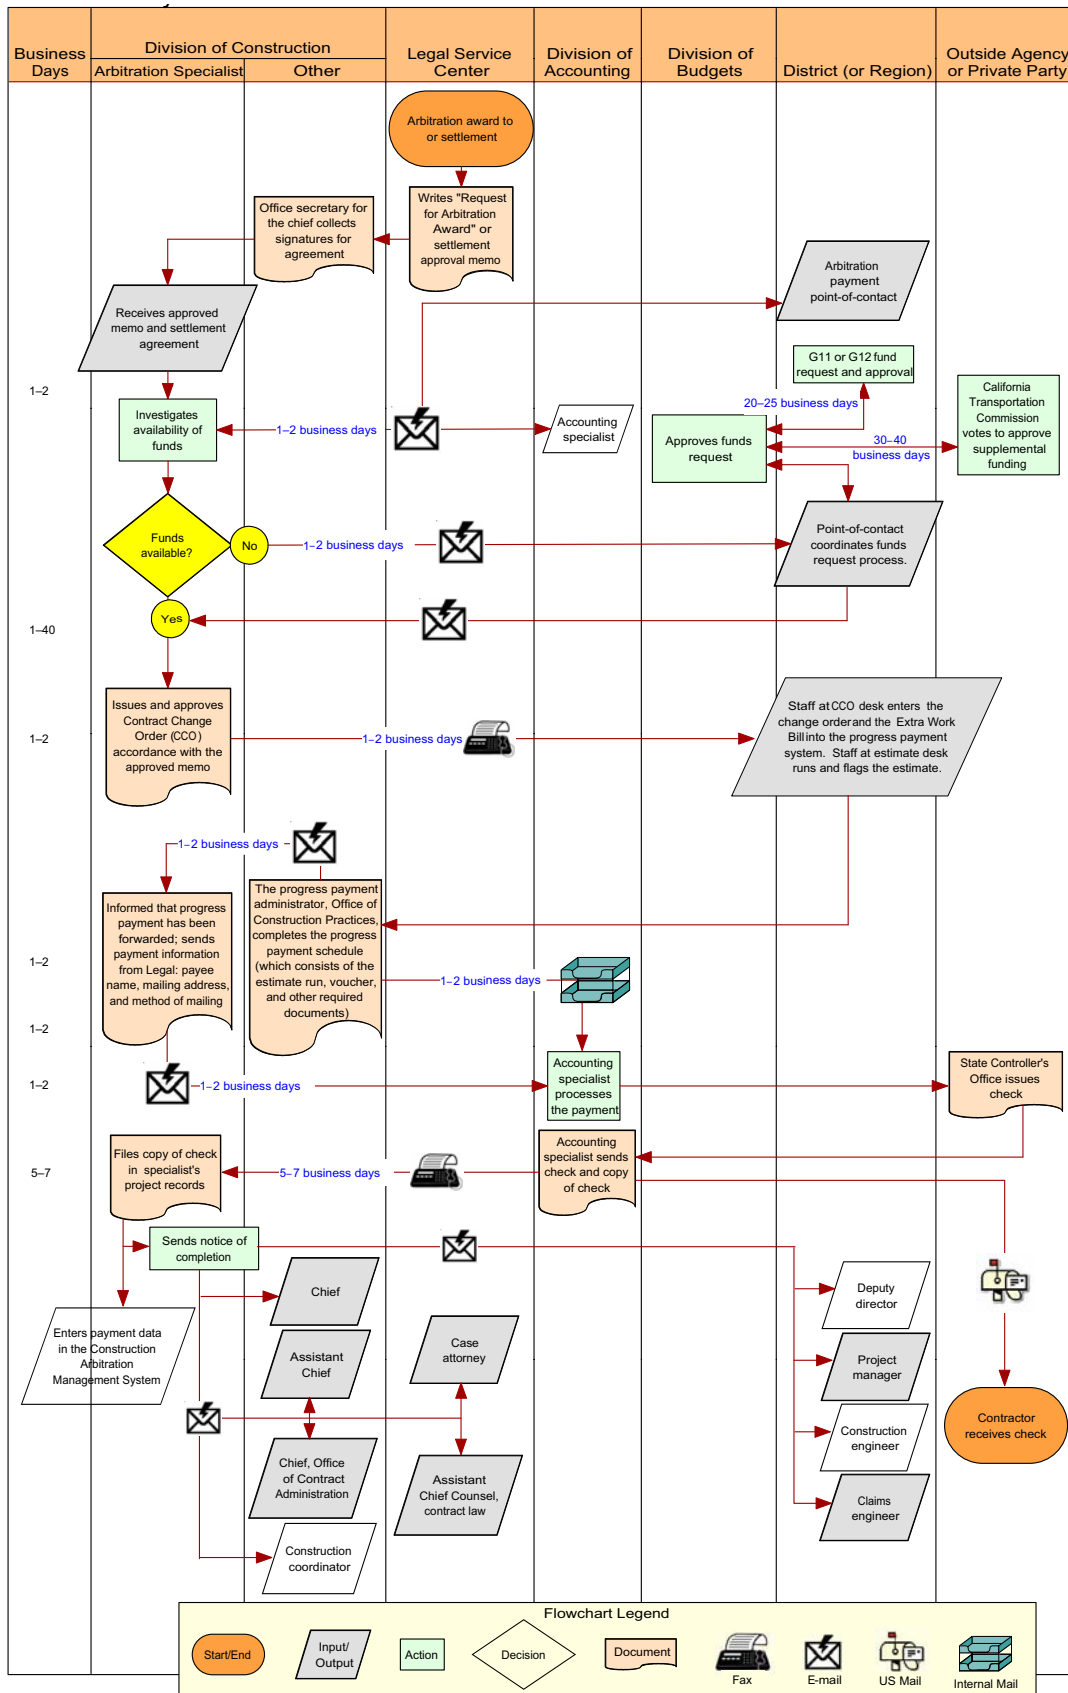 Business
Days
Division of Construction
Arbitration Specialist
Other
Legal Service
Center
Division of
Accounting
Division of
Budgets
District (or Region)
Outside Agency
or Private Party
Arbitration award to
or settlement
Writes "Request
for Arbitration
Award" or
settlement
approval memo
Office secretary for
the chief collects
signatures for
agreement
Receives approved
memo and settlement
agreement
Arbitration
payment
point-of-contact
G11 or G12 fund
request and approval
1–2
Investigates
availability of
funds
1–2 business days
Accounting
specialist
Approves funds
request
20–25 business days
30–40
business days
California
Transportation
Commission
votes to approve
supplemental
funding
Funds
available?
No
1–2 business days
Point-of-contact
coordinates funds
request process.
Yes
1–40
Issues and approves
Contract Change
Order (CCO)
accordance with the
approved memo
1–2
1–2 business days
Staff at CCO desk enters the
change order and the Extra Work
Bill into the progress payment
system. Staff at estimate desk
runs and flags the estimate.
1–2 business days
Informed that progress
payment has been
forwarded; sends
payment information
from Legal: payee
name, mailing address,
and method of mailing
The progress payment
administrator, Office of
Construction Practices,
completes the progress
payment schedule
(which consists of the
estimate run, voucher,
and other required
documents)
1–2
1–2 business days
1–2
1–2
1–2 business days
Accounting
specialist
processes
the payment
State Controller's
Office issues
check
5–7
Files copy of check
in specialist's
project records
5–7 business days
Accounting
specialist sends
check and copy
of check
Sends notice of
completion
Enters payment data
in the Construction
Arbitration
Management System
Chief
Assistant
Chief
Chief, Office
of Contract
Administration
Construction
coordinator
Case
attorney
Assistant
Chief Counsel,
contract law
Deputy
director
Project
manager
Construction
engineer
Claims
engineer
Contractor
receives check
Flowchart Legend
Start/End
Input/
Output
Action
Decision
Document
Fax
E-mail
US Mail
Internal Mail